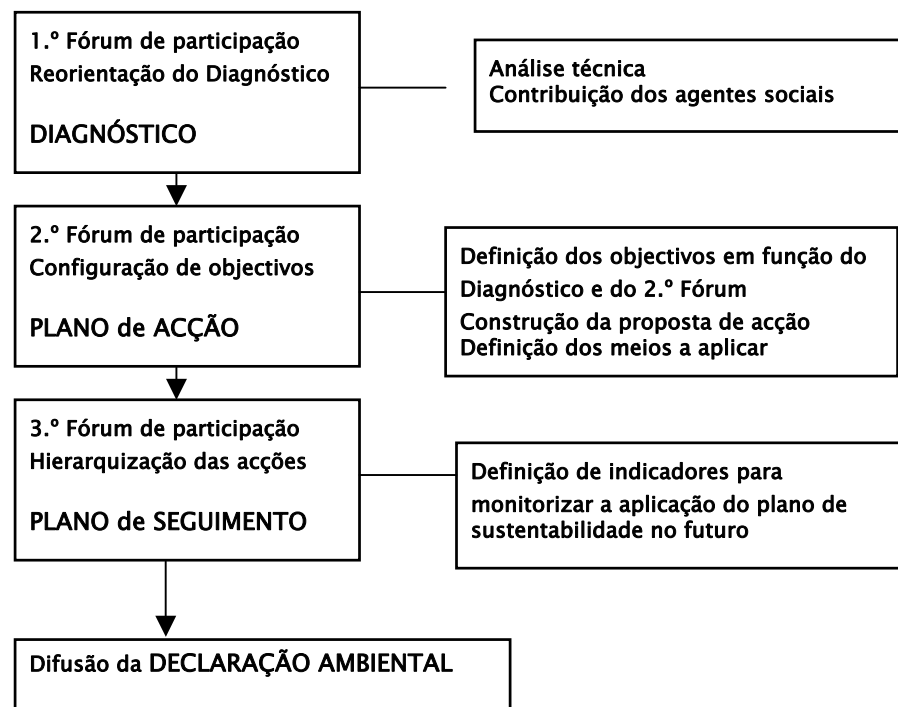 1.º Fórum de participação
Reorientação do Diagnóstico
DIAGNÓSTICO
Análise técnica
Contribuição dos agentes sociais
2.º Fórum de participação
Configuração de objectivos
PLANO de ACÇÃO
Definição dos objectivos em função do
Diagnóstico e do 2.º Fórum
Construção da proposta de acção
Definição dos meios a aplicar
3.º Fórum de participação
Hierarquização das acções
PLANO de SEGUIMENTO
Definição de indicadores para
monitorizar a aplicação do plano de
sustentabilidade no futuro
Difusão da DECLARAÇÃO AMBIENTAL